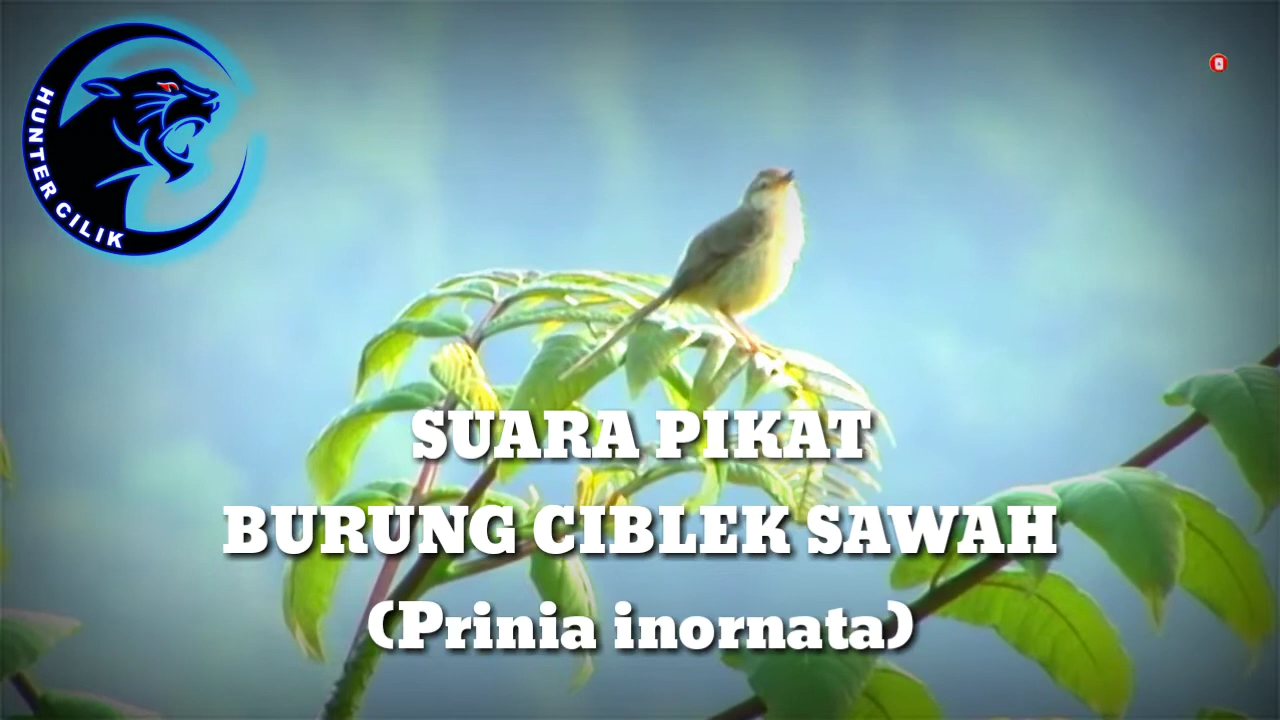 HUNTER CILIK
SUARA PIKAT
BURUNG CIBLEK SAWAH
(Prinia inornata)